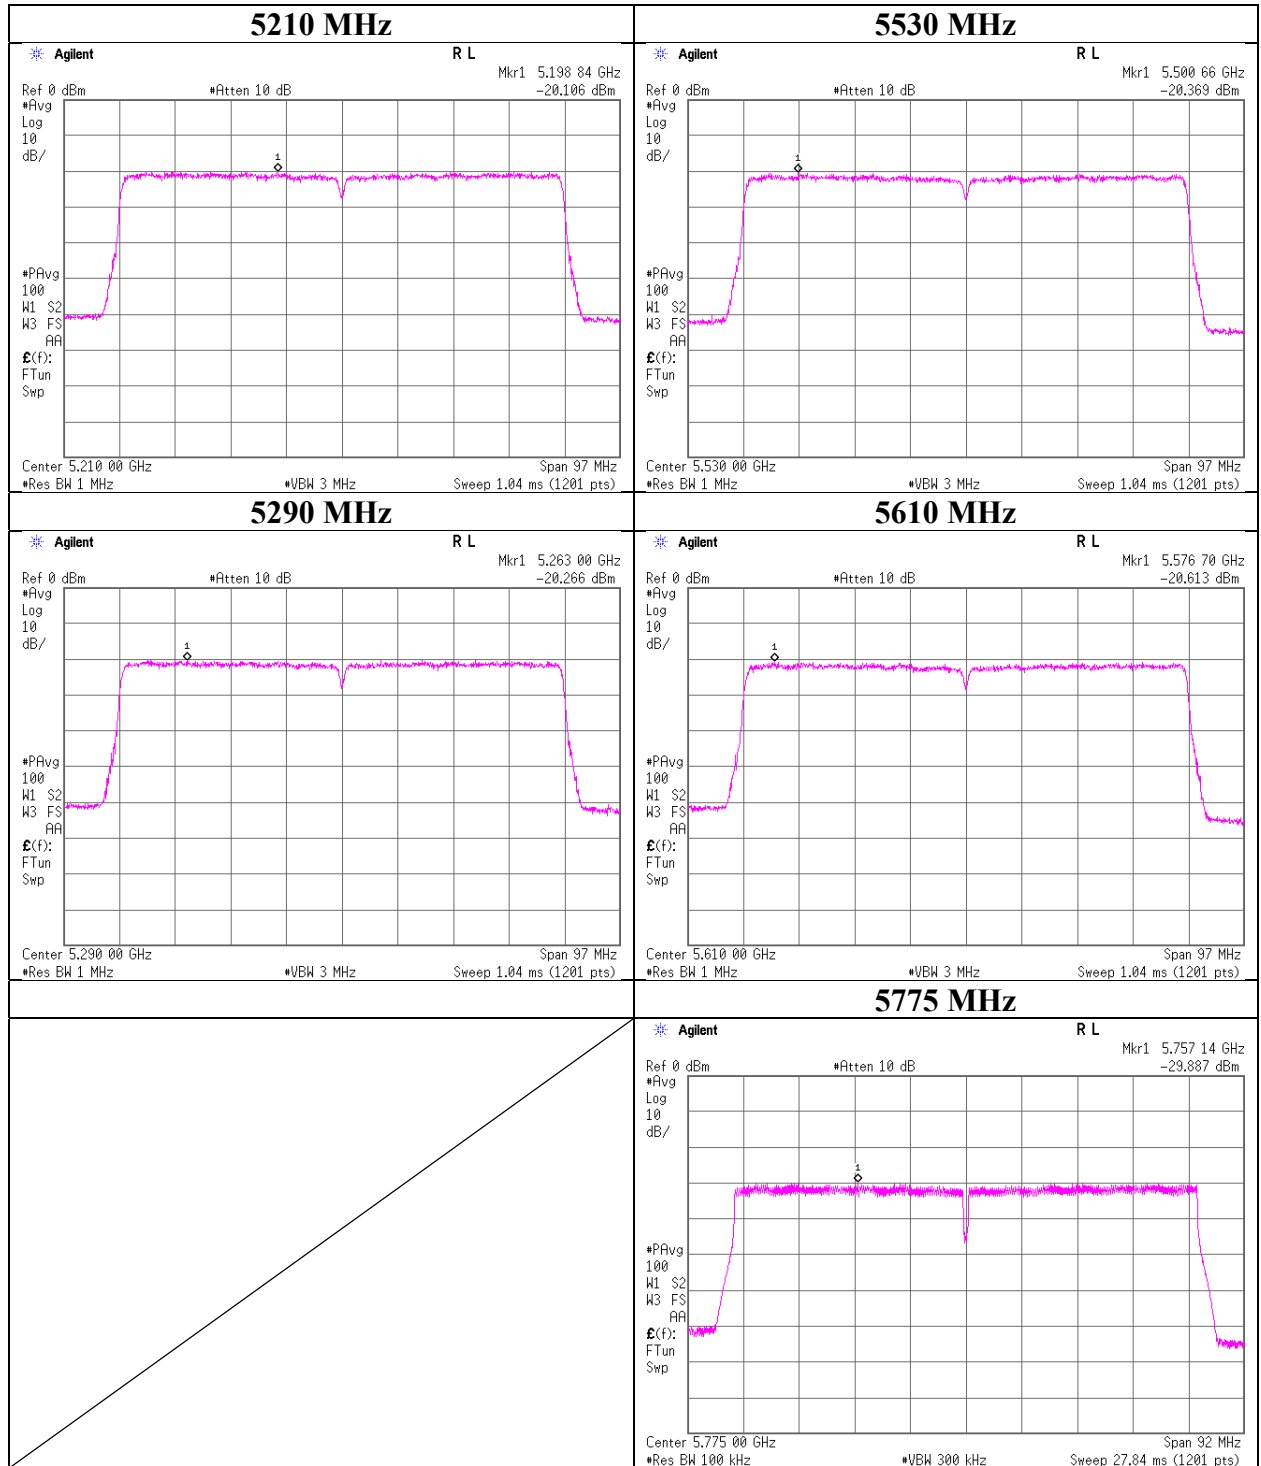 5210 MHz
Agilent
R L
Mkr1 5.198 84 GHz
Ref 0 dBm #Atten 10 dB -20.106 dBm
#Avg
Log
10
dB/
1
#PAvg
100
W1 S2
W3 FS
AA
£(f):
FTun
Swp
Center 5.210 00 GHz Span 97 MHz
#Res BW 1 MHz #VBW 3 MHz Sweep 1.04 ms (1201 pts)
5530 MHz
Agilent
R L
Mkr1 5.500 66 GHz
Ref 0 dBm #Atten 10 dB -20.369 dBm
#Avg
Log
10
dB/
1
#PAvg
100
W1 S2
W3 FS
AA
£(f):
FTun
Swp
Center 5.530 00 GHz Span 97 MHz
#Res BW 1 MHz #VBW 3 MHz Sweep 1.04 ms (1201 pts)
5290 MHz
Agilent
R L
Mkr1 5.263 00 GHz
Ref 0 dBm #Atten 10 dB -20.266 dBm
#Avg
Log
10
dB/
1
#PAvg
100
W1 S2
W3 FS
AA
£(f):
FTun
Swp
Center 5.290 00 GHz Span 97 MHz
#Res BW 1 MHz #VBW 3 MHz Sweep 1.04 ms (1201 pts)
5610 MHz
Agilent
R L
Mkr1 5.576 70 GHz
Ref 0 dBm #Atten 10 dB -20.613 dBm
#Avg
Log
10
dB/
1
#PAvg
100
W1 S2
W3 FS
AA
£(f):
FTun
Swp
Center 5.610 00 GHz Span 97 MHz
#Res BW 1 MHz #VBW 3 MHz Sweep 1.04 ms (1201 pts)
5775 MHz
Agilent
R L
Mkr1 5.757 14 GHz
Ref 0 dBm #Atten 10 dB -29.887 dBm
#Avg
Log
10
dB/
1
#PAvg
100
W1 S2
W3 FS
AA
£(f):
FTun
Swp
Center 5.775 00 GHz Span 92 MHz
#Res BW 100 kHz #VBW 300 kHz Sweep 27.84 ms (1201 pts)